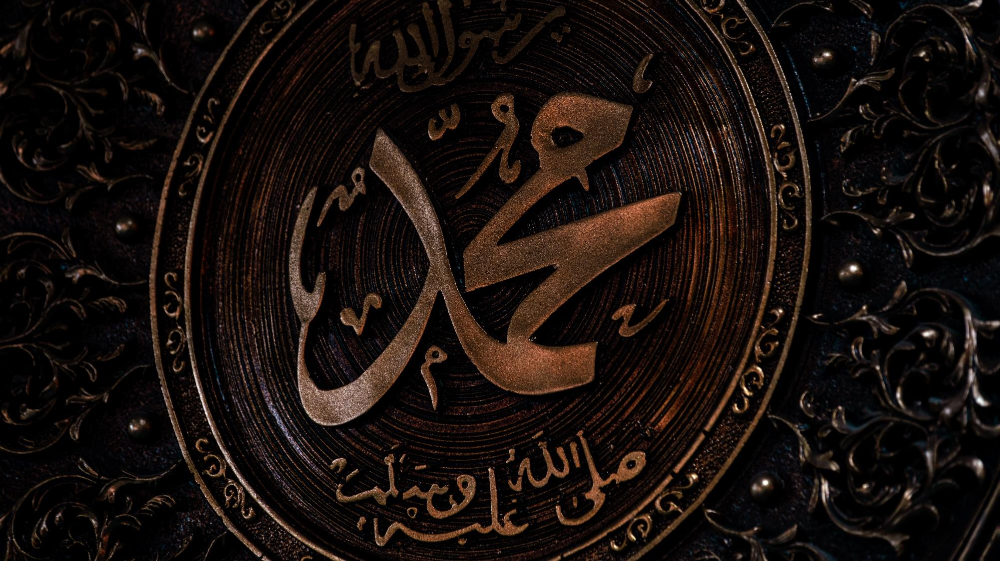 رسول الله
محمد
صلى الله
عليه وسلم